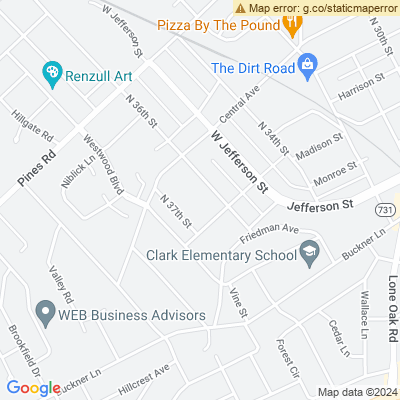 Map error: g.co/staticmaperror
W Jefferson St
Pizza By The Pound
N 30th St
Renzull Art
The Dirt Road
Harrison St
N 36th St
Central Ave
Hillgate Rd
N 34th St
Madison St
Pines Rd
Westwood Blvd
W Jefferson St
Niblick Ln
Monroe St
N 37th St
Jefferson St
731
Friedman Ave
Clark Elementary School
Buckner Ln
Valley Rd
Lone Oak Rd
Wallace Ln
WEB Business Advisors
Vine St
Cedar Ln
Brookfield Dr
Forest Cir
Buckner Ln
Hillcrest Ave
Google
Map data ©2024